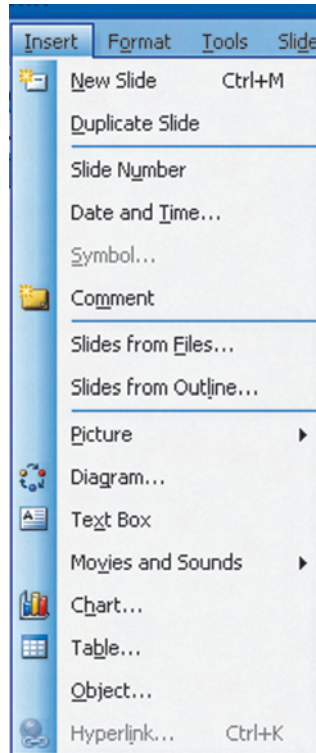 Insert Format Tools Slide
New Slide Ctrl+M
Duplicate Slide
Slide Number
Date and Time...
Symbol...
Comment
Slides from Files...
Slides from Outline...
Picture
Diagram...
Text Box
Movies and Sounds
Chart...
Table...
Object...
Hyperlink... Ctrl+K